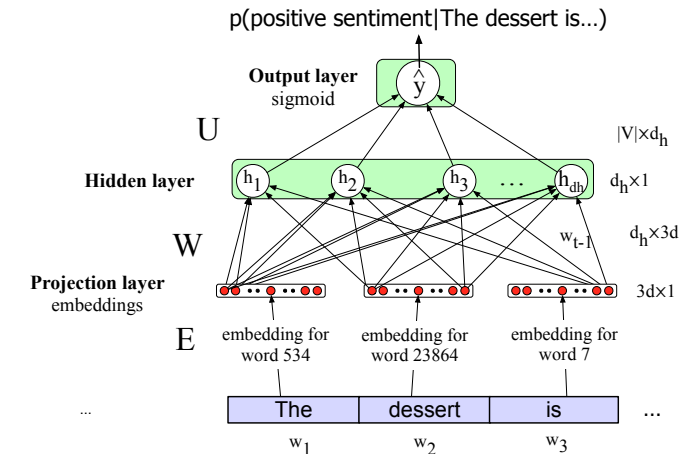 p(positive sentiment|The dessert is…)
Output layer
sigmoid
ŷ
U
|V|×dh
Hidden layer
h1 h2 h3 … hdh
dh×1
W
wt-1
dh×3d
Projection layer
embeddings
3d×1
E
embedding for
word 534
embedding for
word 23864
embedding for
word 7
... The dessert is ...
w1 w2 w3